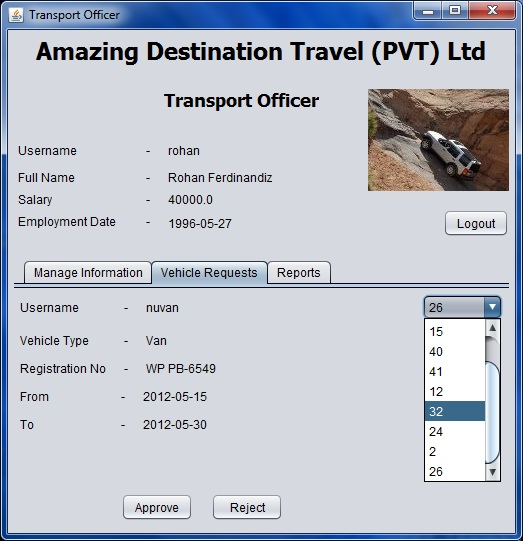 Transport Officer
Amazing Destination Travel (PVT) Ltd
Transport Officer
Username - rohan
Full Name - Rohan Ferdinandiz
Salary - 40000.0
Employment Date - 1996-05-27
Logout
Manage Information Vehicle Requests Reports
Username - nuvan 26
Vehicle Type - Van 15
40
Registration No - WP PB-6549 41
From - 2012-05-15 12
32
To - 2012-05-30 24
2
26
Approve Reject